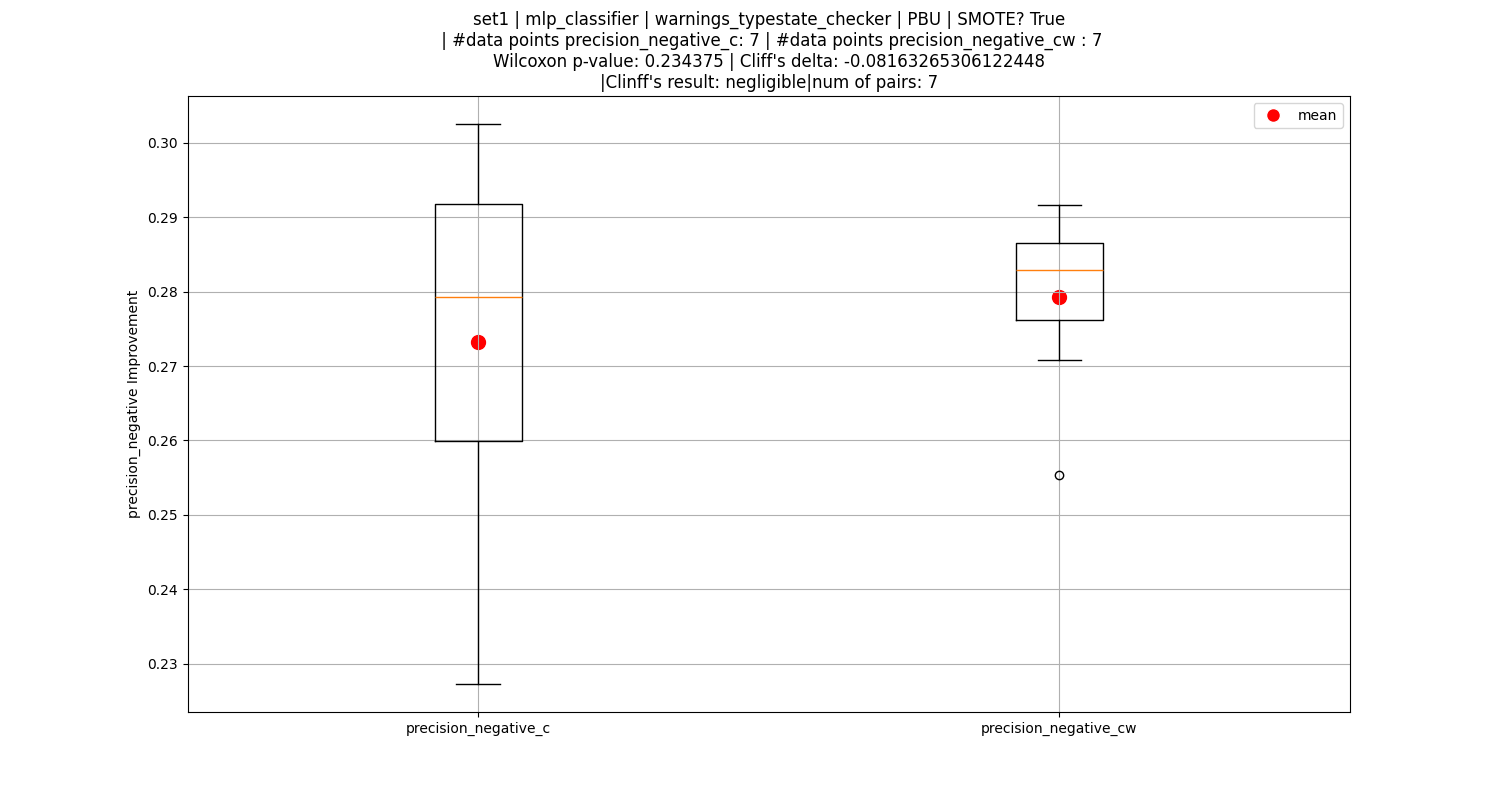 set1 | mlp_classifier | warnings_typestate_checker | PBU | SMOTE? True
| #data points precision_negative_c: 7 | #data points precision_negative_cw : 7
Wilcoxon p-value: 0.234375 | Cliff's delta: -0.08163265306122448
|Clinff's result: negligible|num of pairs: 7
mean
0.30
0.29
0.28
0.27
0.26
0.25
0.24
0.23
precision_negative Improvement
precision_negative_c
precision_negative_cw